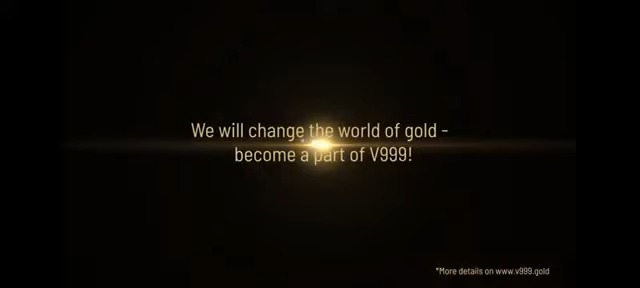 We will change the world of gold -
become a part of V999!
*More details on www.v999.gold